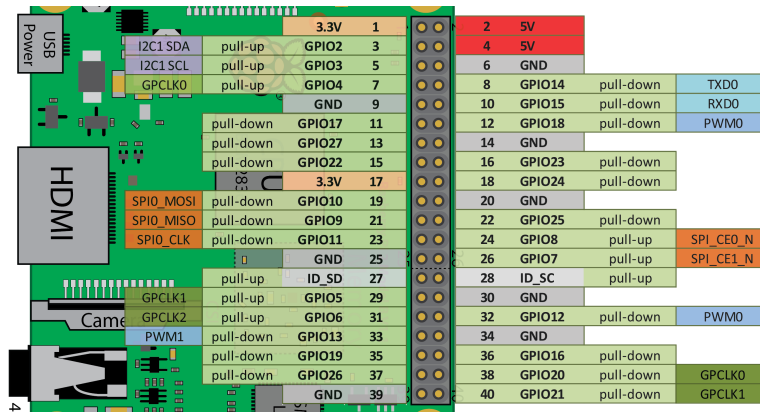 USB Power
3.3V 1 2 5V
I2C1 SDA pull-up GPIO2 3 4 5V
I2C1 SCL pull-up GPIO3 5 6 GND
GPCLK0 pull-up GPIO4 7 8 GPIO14 pull-down TXD0
GND 9 10 GPIO15 pull-down RXD0
pull-down GPIO17 11 12 GPIO18 pull-down PWM0
pull-down GPIO27 13 14 GND
pull-down GPIO22 15 16 GPIO23 pull-down
3.3V 17 18 GPIO24 pull-down
HDMI
SPI0_MOSI pull-down GPIO10 19 20 GND
SPI0_MISO pull-down GPIO9 21 22 GPIO25 pull-down
SPI0_CLK pull-down GPIO11 23 24 GPIO8 pull-up SPI_CE0_N
GND 25 26 GPIO7 pull-up SPI_CE1_N
pull-up ID_SD 27 28 ID_SC pull-up
GPCLK1 pull-up GPIO5 29 30 GND
GPCLK2 pull-up GPIO6 31 32 GPIO12 pull-down PWM0
Came
PWM1 pull-down GPIO13 33 34 GND
pull-down GPIO19 35 36 GPIO16 pull-down
pull-down GPIO26 37 38 GPIO20 pull-down GPCLK0
GND 39 40 GPIO21 pull-down GPCLK1